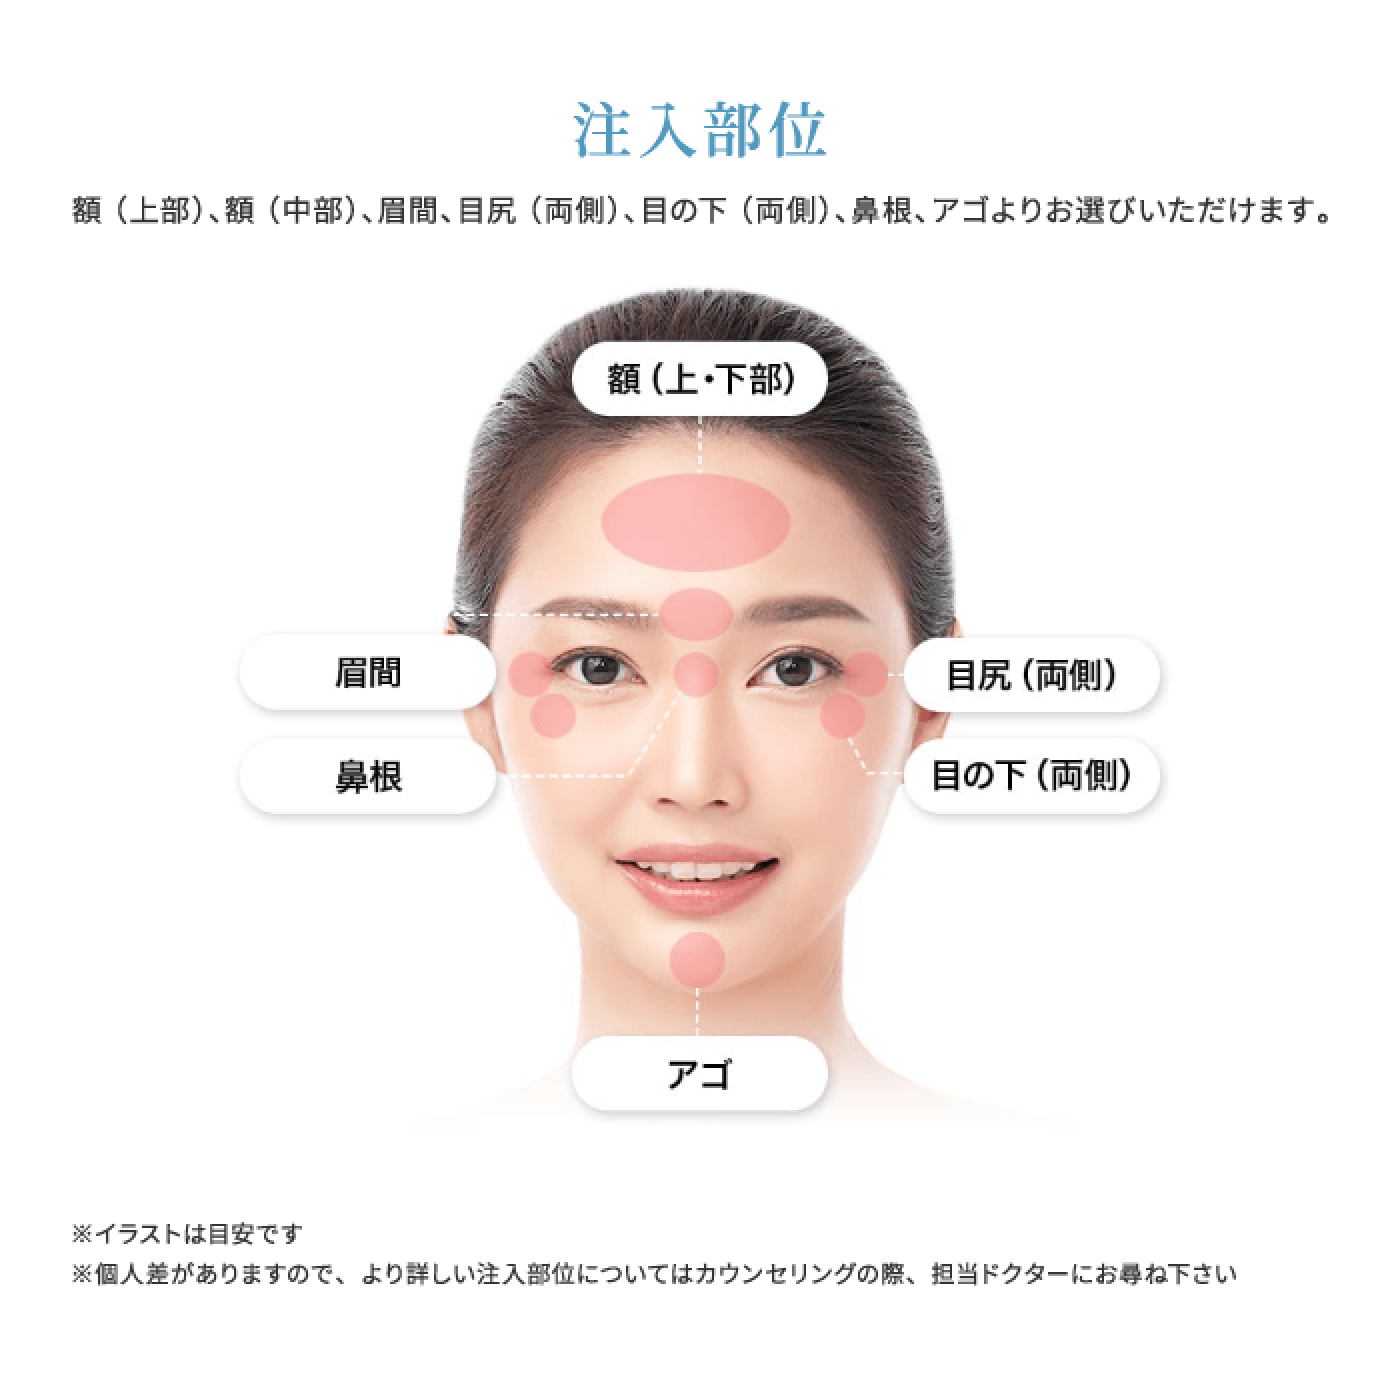 注入部位
額（上部）、額（中部）、眉間、目尻（両側）、目の下（両側）、鼻根、アゴよりお選びいただけます。
額（上・下部）
眉間
目尻（両側）
鼻根
目の下（両側）
アゴ
※イラストは目安です
※個人差がありますので、より詳しい注入部位についてはカウンセリングの際、担当ドクターにお尋ね下さい